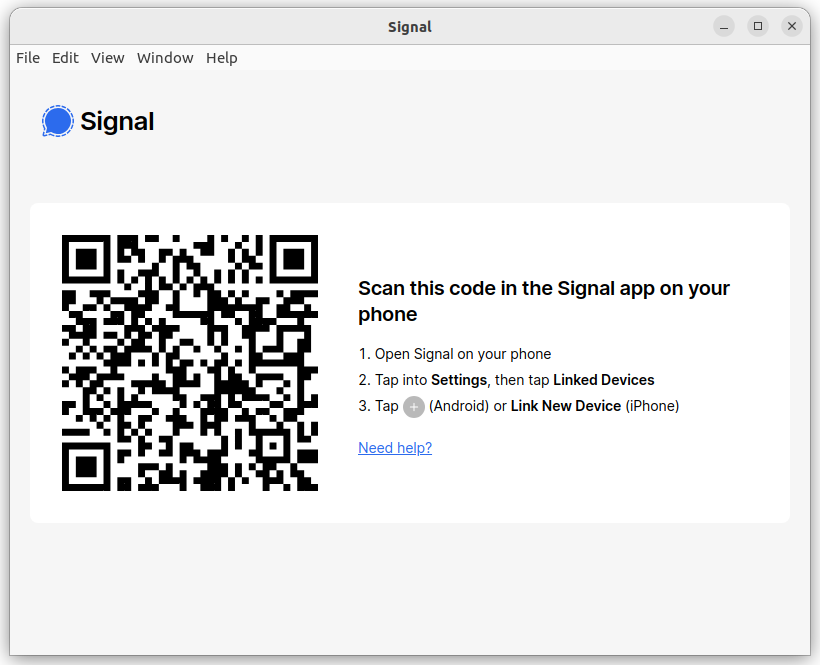 Signal
File Edit View Window Help
Signal
Scan this code in the Signal app on your
phone
1. Open Signal on your phone
2. Tap into Settings, then tap Linked Devices
3. Tap + (Android) or Link New Device (iPhone)
Need help?